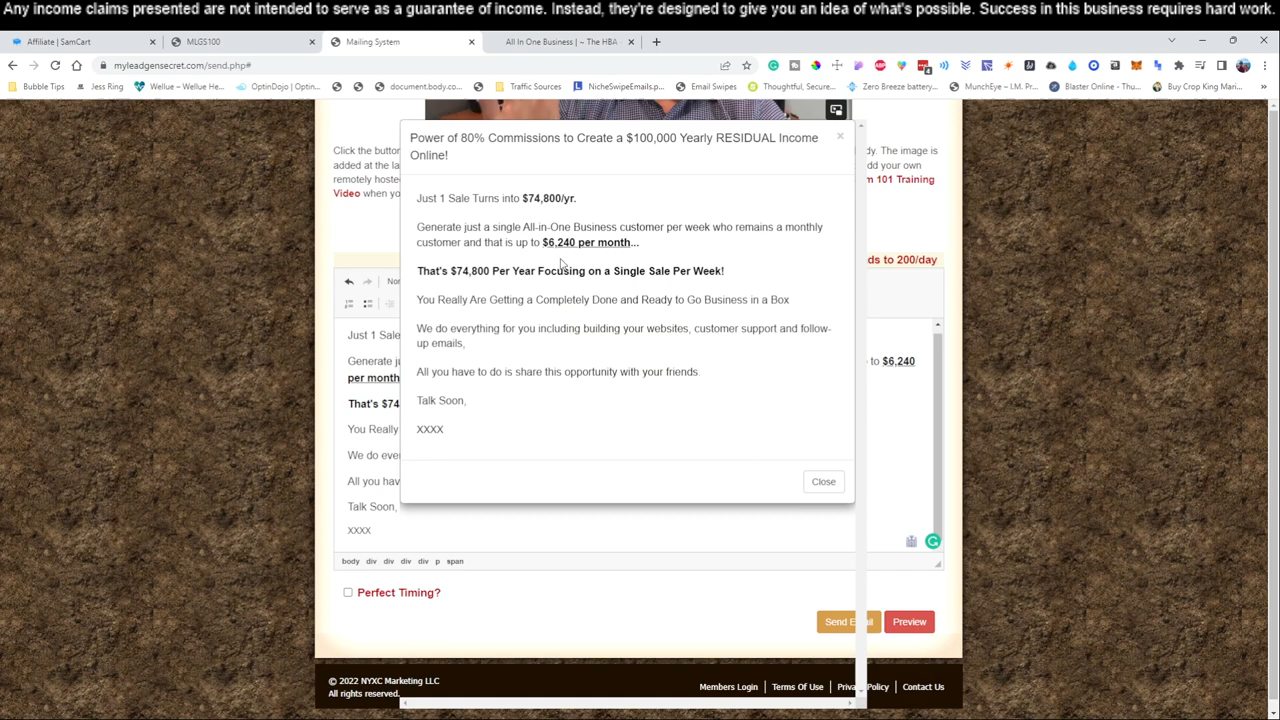 Any income claims presented are not intended to serve as a guarantee of income. Instead, they're designed to give you an idea of what's possible. Success in this business requires hard work.
Affiliate | SamCart
MLGS100
Mailing System
All In One Business | ~ The HBA
myleadgensecret.com/send.php#
Bubble Tips
Jess Ring
Wellue – Wellue He...
OptinDojo | Optin...
document.body.co...
Traffic Sources
NicheSwipeEmails.p...
Email Swipes
Thoughtful, Secure...
Zero Breeze battery...
MunchEye – I.M. Pr...
Blaster Online - Thu...
Buy Crop King Mar...
Click the button
added at the la
remotely hoste
Video when yo
dy. The image is
dd your own
m 101 Training
Power of 80% Commissions to Create a $100,000 Yearly RESIDUAL Income
Online!
Just 1 Sale Turns into $74,800/yr.
Generate just a single All-in-One Business customer per week who remains a monthly
customer and that is up to $6,240 per month...
That's $74,800 Per Year Focusing on a Single Sale Per Week!
You Really Are Getting a Completely Done and Ready to Go Business in a Box
We do everything for you including building your websites, customer support and follow-
up emails,
All you have to do is share this opportunity with your friends.
Talk Soon,
XXXX
Close
ds to 200/day
Nor
Just 1 Sale
Generate ju
to $6,240
per month
That's $74
You Really
We do eve
All you hav
Talk Soon,
XXXX
body div div div div p span
Perfect Timing?
Send E
Preview
© 2022 NYXC Marketing LLC
All rights reserved.
Members Login | Terms Of Use | Priva Policy | Contact Us